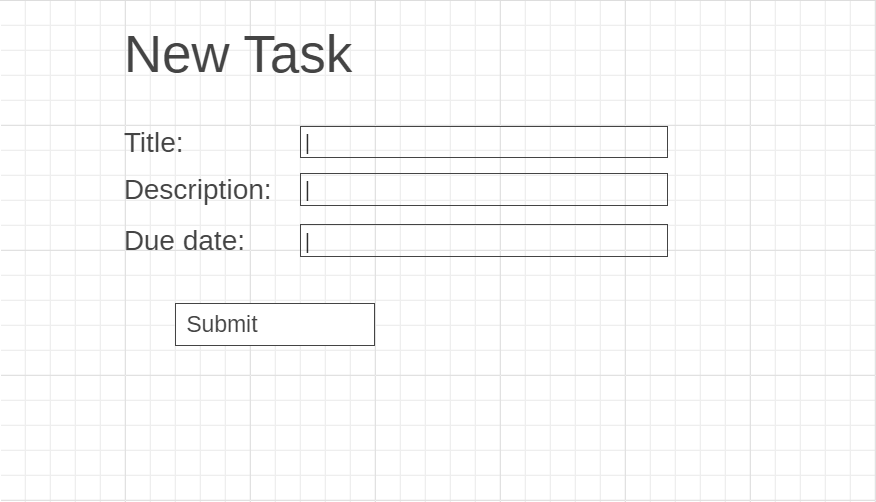 New Task
Title: |
Description: |
Due date: |
Submit